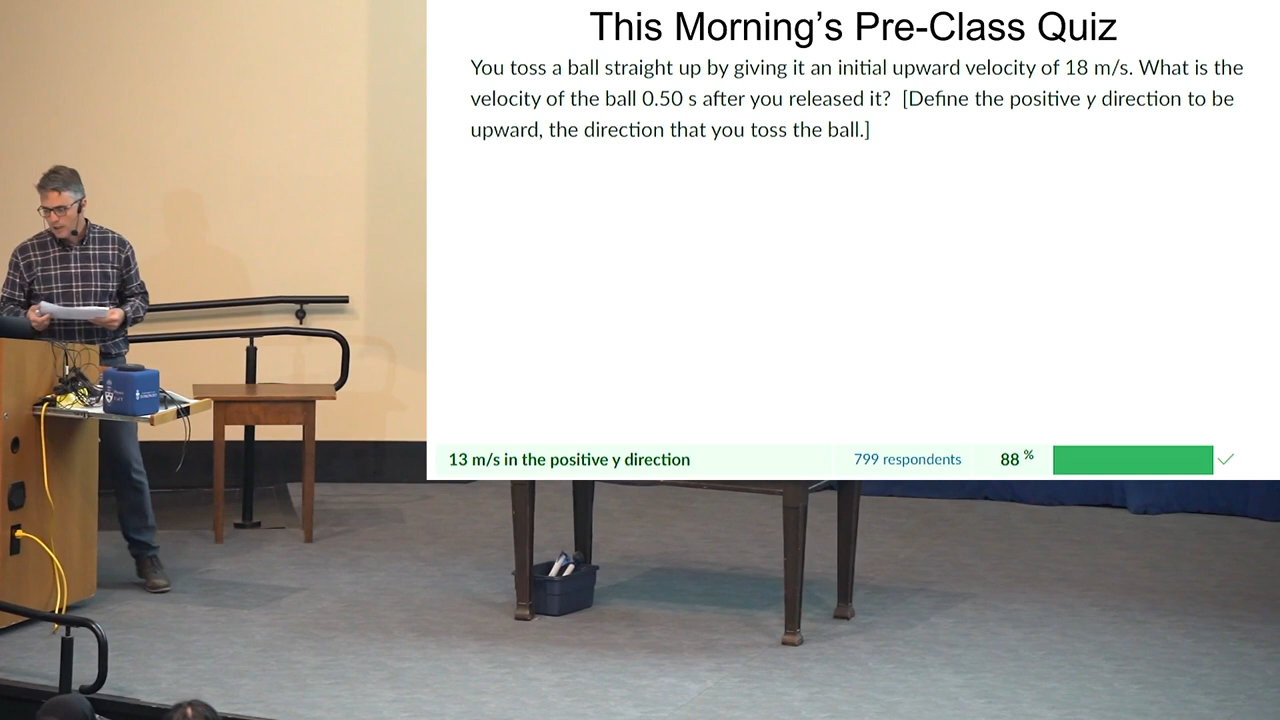 This Morning’s Pre-Class Quiz
You toss a ball straight up by giving it an initial upward velocity of 18 m/s. What is the
velocity of the ball 0.50 s after you released it? [Define the positive y direction to be
upward, the direction that you toss the ball.]
13 m/s in the positive y direction 799 respondents 88 %